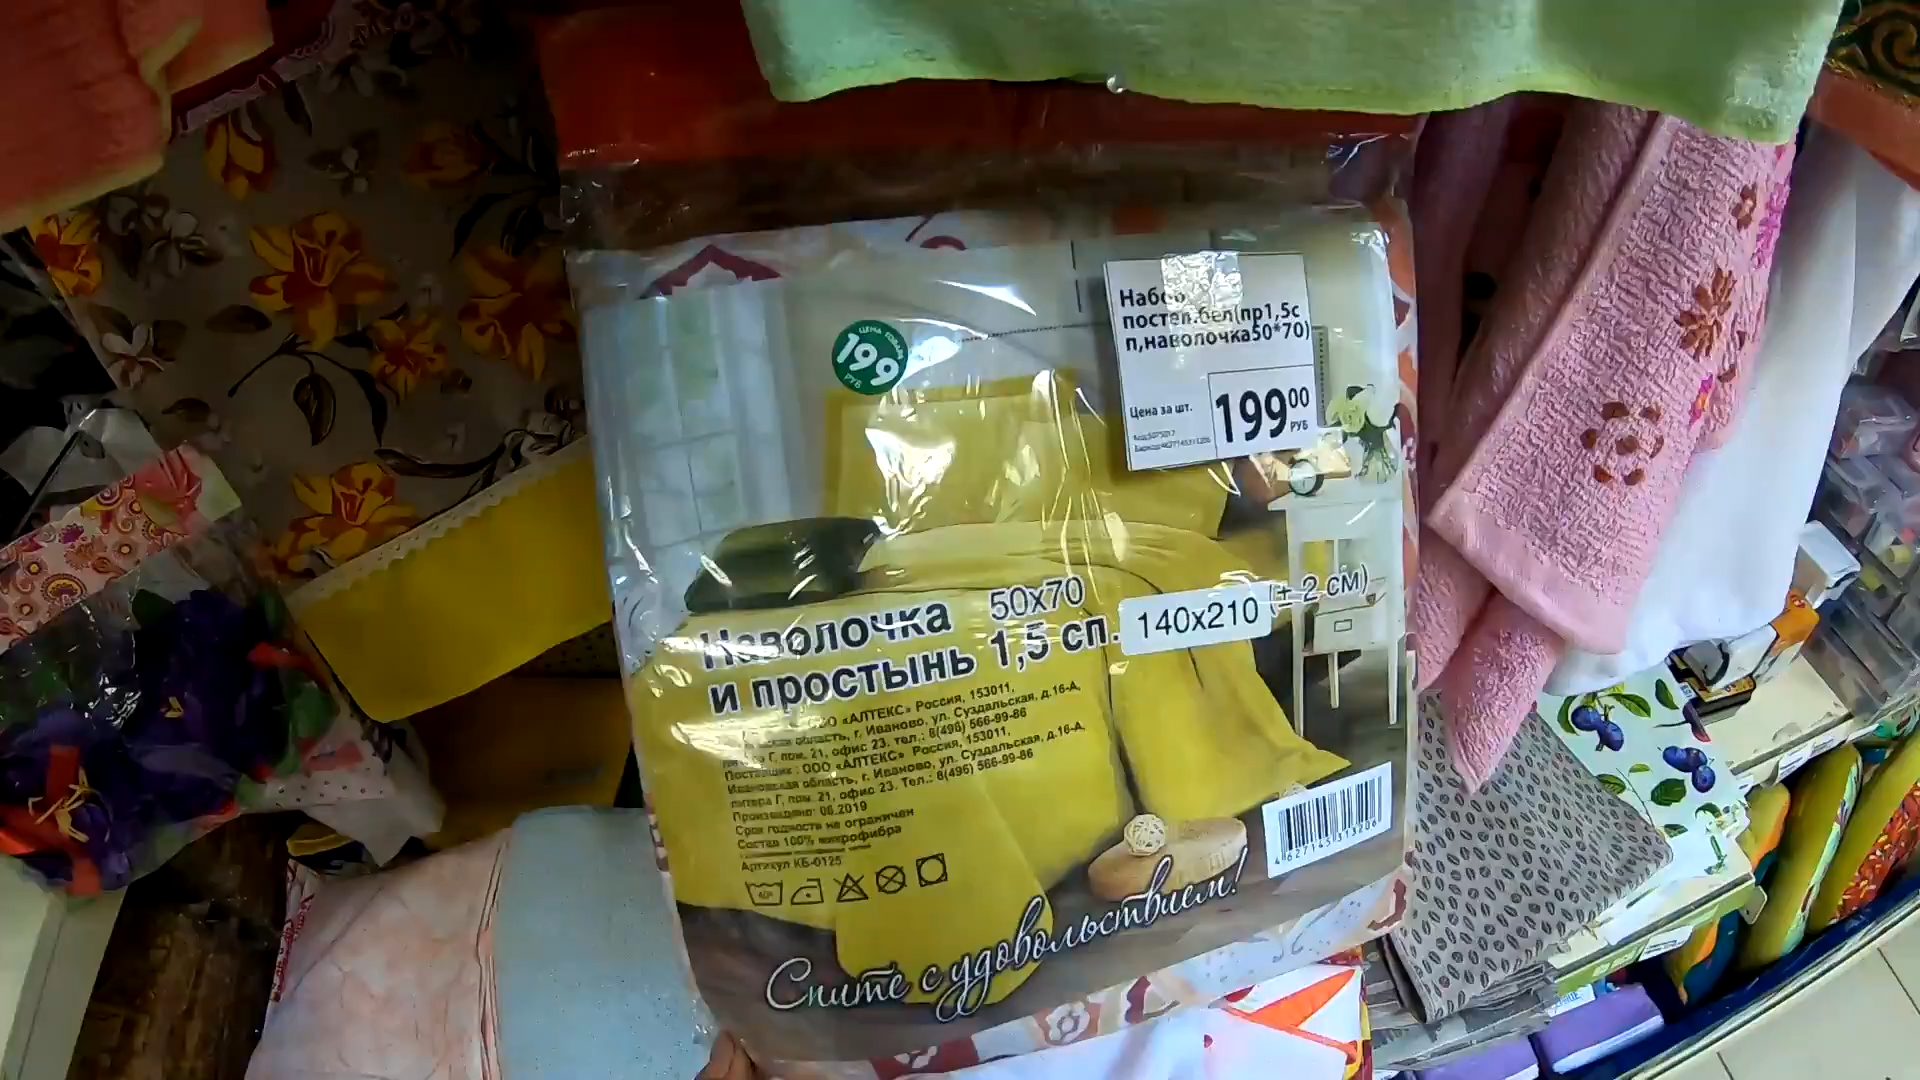 ЦЕНА ТОВАРА
199
РУБ
постел.бел(пр1,5с
п,наволочка50*70)
Цена за шт.
199 00
РУБ
Наволочка 50х70
и простынь 1,5 сп. 140х210 (± 2 см)
ООО «АЛТЕКС» Россия, 153011,
область, г. Иваново, ул. Суздальская, д.16-А,
Г, пом. 21, офис 23. тел.: 8(496) 566-99-86
Поставщик: ООО «АЛТЕКС» Россия, 153011,
Ивановская область, г. Иваново, ул. Суздальская, д.16-А,
литера Г, пом. 21, офис 23. Тел.: 8(496) 566-99-86
Произведено: 06.2019
Срок годности не ограничен
Состав 100% микрофибра
Артикул КБ-0125
4627145313206
Спите с удовольствием!